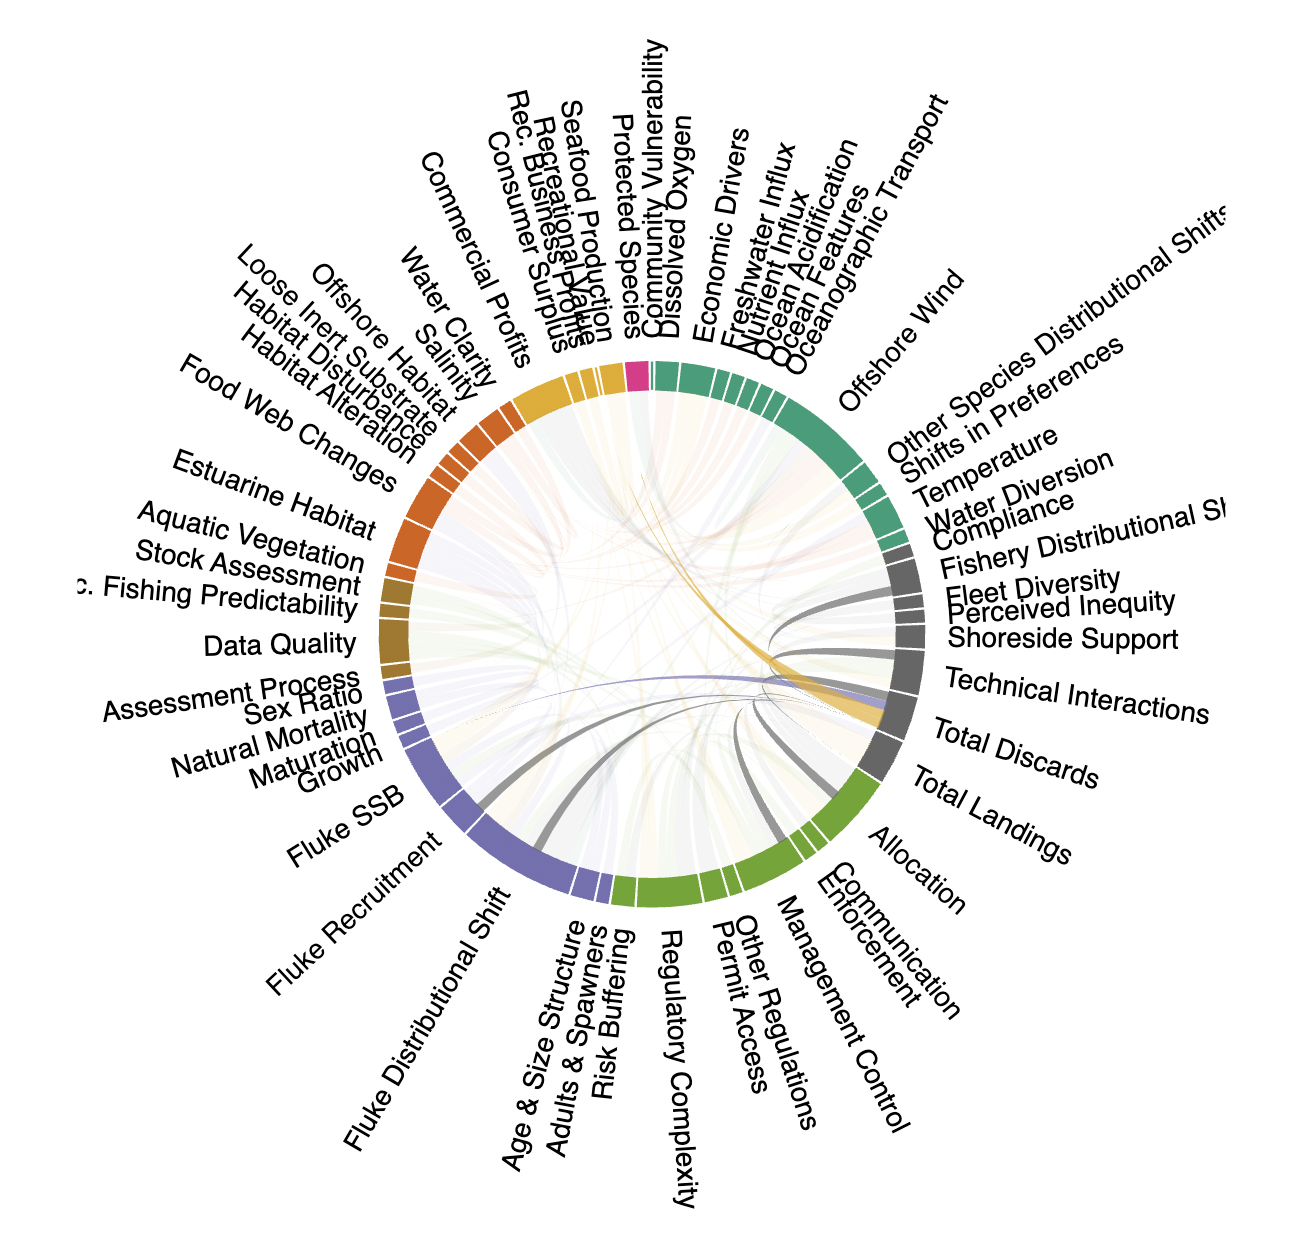 Community Vulnerability
Dissolved Oxygen
Economic Drivers
Freshwater Influx
Nutrient Influx
Ocean Acidification
Ocean Features
Oceanographic Transport
Offshore Wind
Other Species Distributional Shifts
Shifts in Preferences
Temperature
Water Diversion
Compliance
Fishery Distributional
Fleet Diversity
Perceived Inequity
Shoreside Support
Technical Interactions
Total Discards
Total Landings
Allocation
Communication
Enforcement
Management Control
Other Regulations
Permit Access
Regulatory Complexity
Risk Buffering
Adults & Spawners
Age & Size Structure
Fluke Distributional Shift
Fluke Recruitment
Fluke SSB
Growth
Maturation
Natural Mortality
Sex Ratio
Assessment Process
Data Quality
c. Fishing Predictability
Stock Assessment
Aquatic Vegetation
Estuarine Habitat
Food Web Changes
Habitat Alteration
Habitat Disturbance
Loose Inert Substrate
Offshore Habitat
Salinity
Water Clarity
Commercial Profits
Consumer Surplus
Rec. Business Profits
Recreational Value
Seafood Production
Protected Species